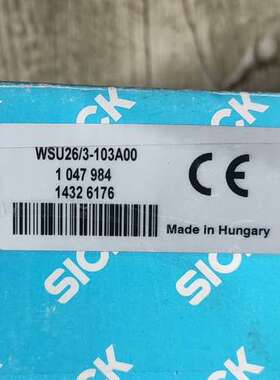 SICK
WSU26/3-103A00
1 047 984
1432 6176
Made in Hungary
CE
SICK
SICK
SICK